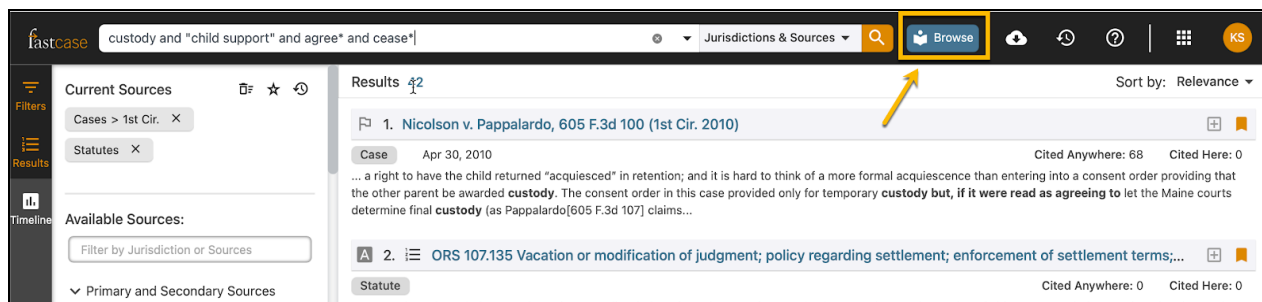 fastcase custody and "child support" and agree* and cease* Jurisdictions & Sources Browse KS
Filters
Results
Timeline
Current Sources
Cases > 1st Cir. X
Statutes X
Available Sources:
Filter by Jurisdiction or Sources
Primary and Secondary Sources
Results 42 Sort by: Relevance
1. Nicolson v. Pappalardo, 605 F.3d 100 (1st Cir. 2010)
Case Apr 30, 2010 Cited Anywhere: 68 Cited Here: 0
... a right to have the child returned "acquiesced" in retention; and it is hard to think of a more formal acquiescence than entering into a consent order providing that
the other parent be awarded custody. The consent order in this case provided only for temporary custody but, if it were read as agreeing to let the Maine courts
determine final custody (as Pappalardo[605 F.3d 107] claims...
A 2. ORS 107.135 Vacation or modification of judgment; policy regarding settlement; enforcement of settlement terms;...
Statute Cited Anywhere: 0 Cited Here: 0